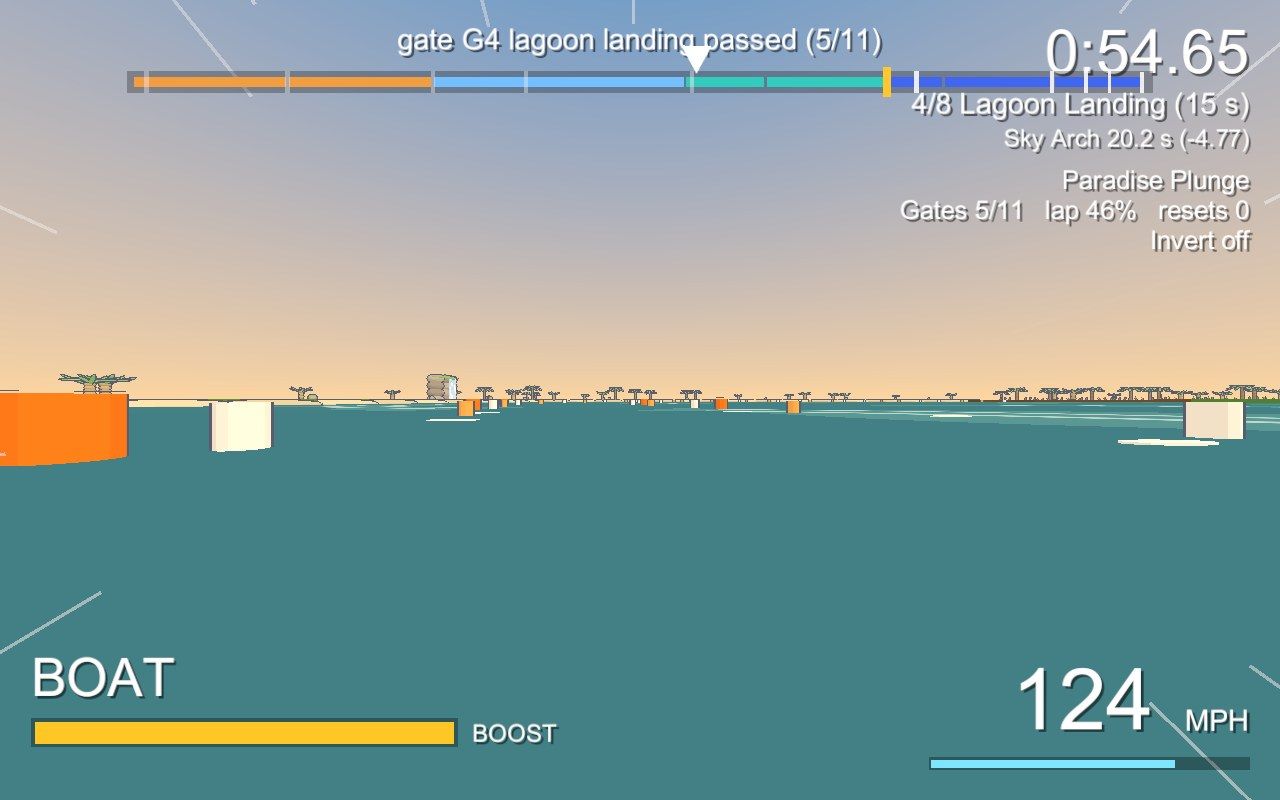 gate G4 lagoon landing passed (5/11)
0:54.65
4/8 Lagoon Landing (15 s)
Sky Arch 20.2 s (-4.77)
Paradise Plunge
Gates 5/11 lap 46% resets 0
Invert off
BOAT
BOOST
124 MPH